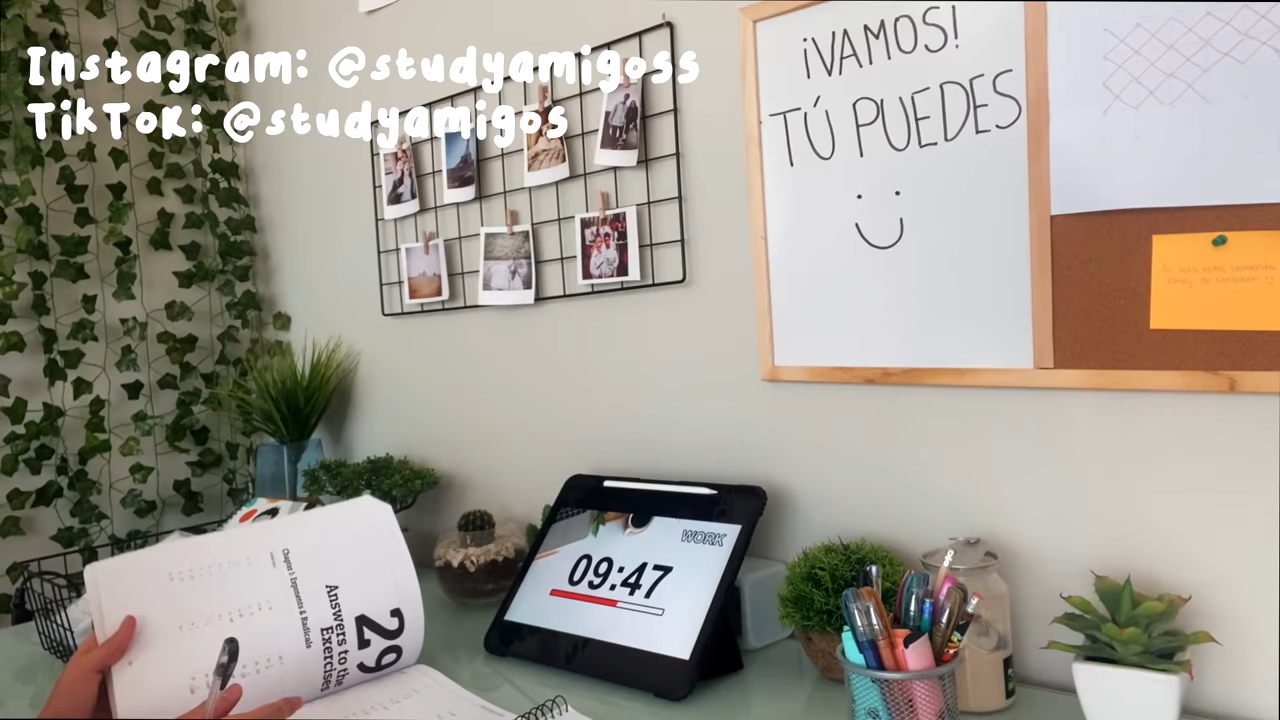 Instagram: @studyamigoss
TikTok: @studyamigos
¡VAMOS!
TÚ PUEDES
WORK
09:47
29
Answers to the
Exercises
Chapter 1: Exponents & Radicals